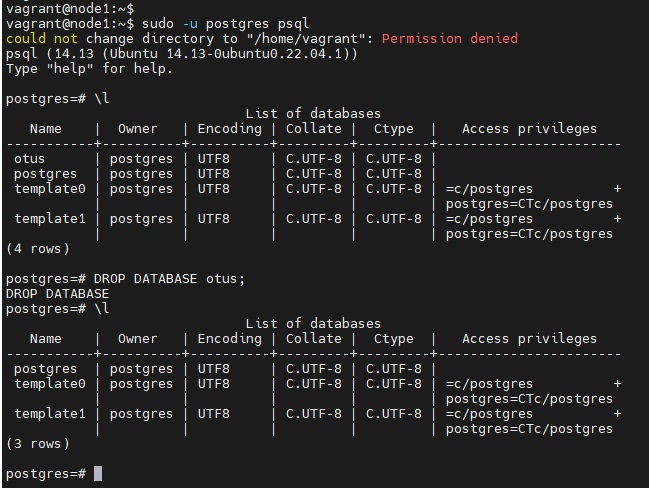 vagrant@node1:~$
vagrant@node1:~$ sudo -u postgres psql
could not change directory to "/home/vagrant": Permission denied
psql (14.13 (Ubuntu 14.13-0ubuntu0.22.04.1))
Type "help" for help.

postgres=# \l
                              List of databases
   Name    |  Owner   | Encoding | Collate |  Ctype  |   Access privileges
-----------+----------+----------+---------+---------+-----------------------
 otus      | postgres | UTF8     | C.UTF-8 | C.UTF-8 |
 postgres  | postgres | UTF8     | C.UTF-8 | C.UTF-8 |
 template0 | postgres | UTF8     | C.UTF-8 | C.UTF-8 | =c/postgres          +
           |          |          |         |         | postgres=CTc/postgres
 template1 | postgres | UTF8     | C.UTF-8 | C.UTF-8 | =c/postgres          +
           |          |          |         |         | postgres=CTc/postgres
(4 rows)

postgres=# DROP DATABASE otus;
DROP DATABASE
postgres=# \l
                              List of databases
   Name    |  Owner   | Encoding | Collate |  Ctype  |   Access privileges
-----------+----------+----------+---------+---------+-----------------------
 postgres  | postgres | UTF8     | C.UTF-8 | C.UTF-8 |
 template0 | postgres | UTF8     | C.UTF-8 | C.UTF-8 | =c/postgres          +
           |          |          |         |         | postgres=CTc/postgres
 template1 | postgres | UTF8     | C.UTF-8 | C.UTF-8 | =c/postgres          +
           |          |          |         |         | postgres=CTc/postgres
(3 rows)

postgres=#